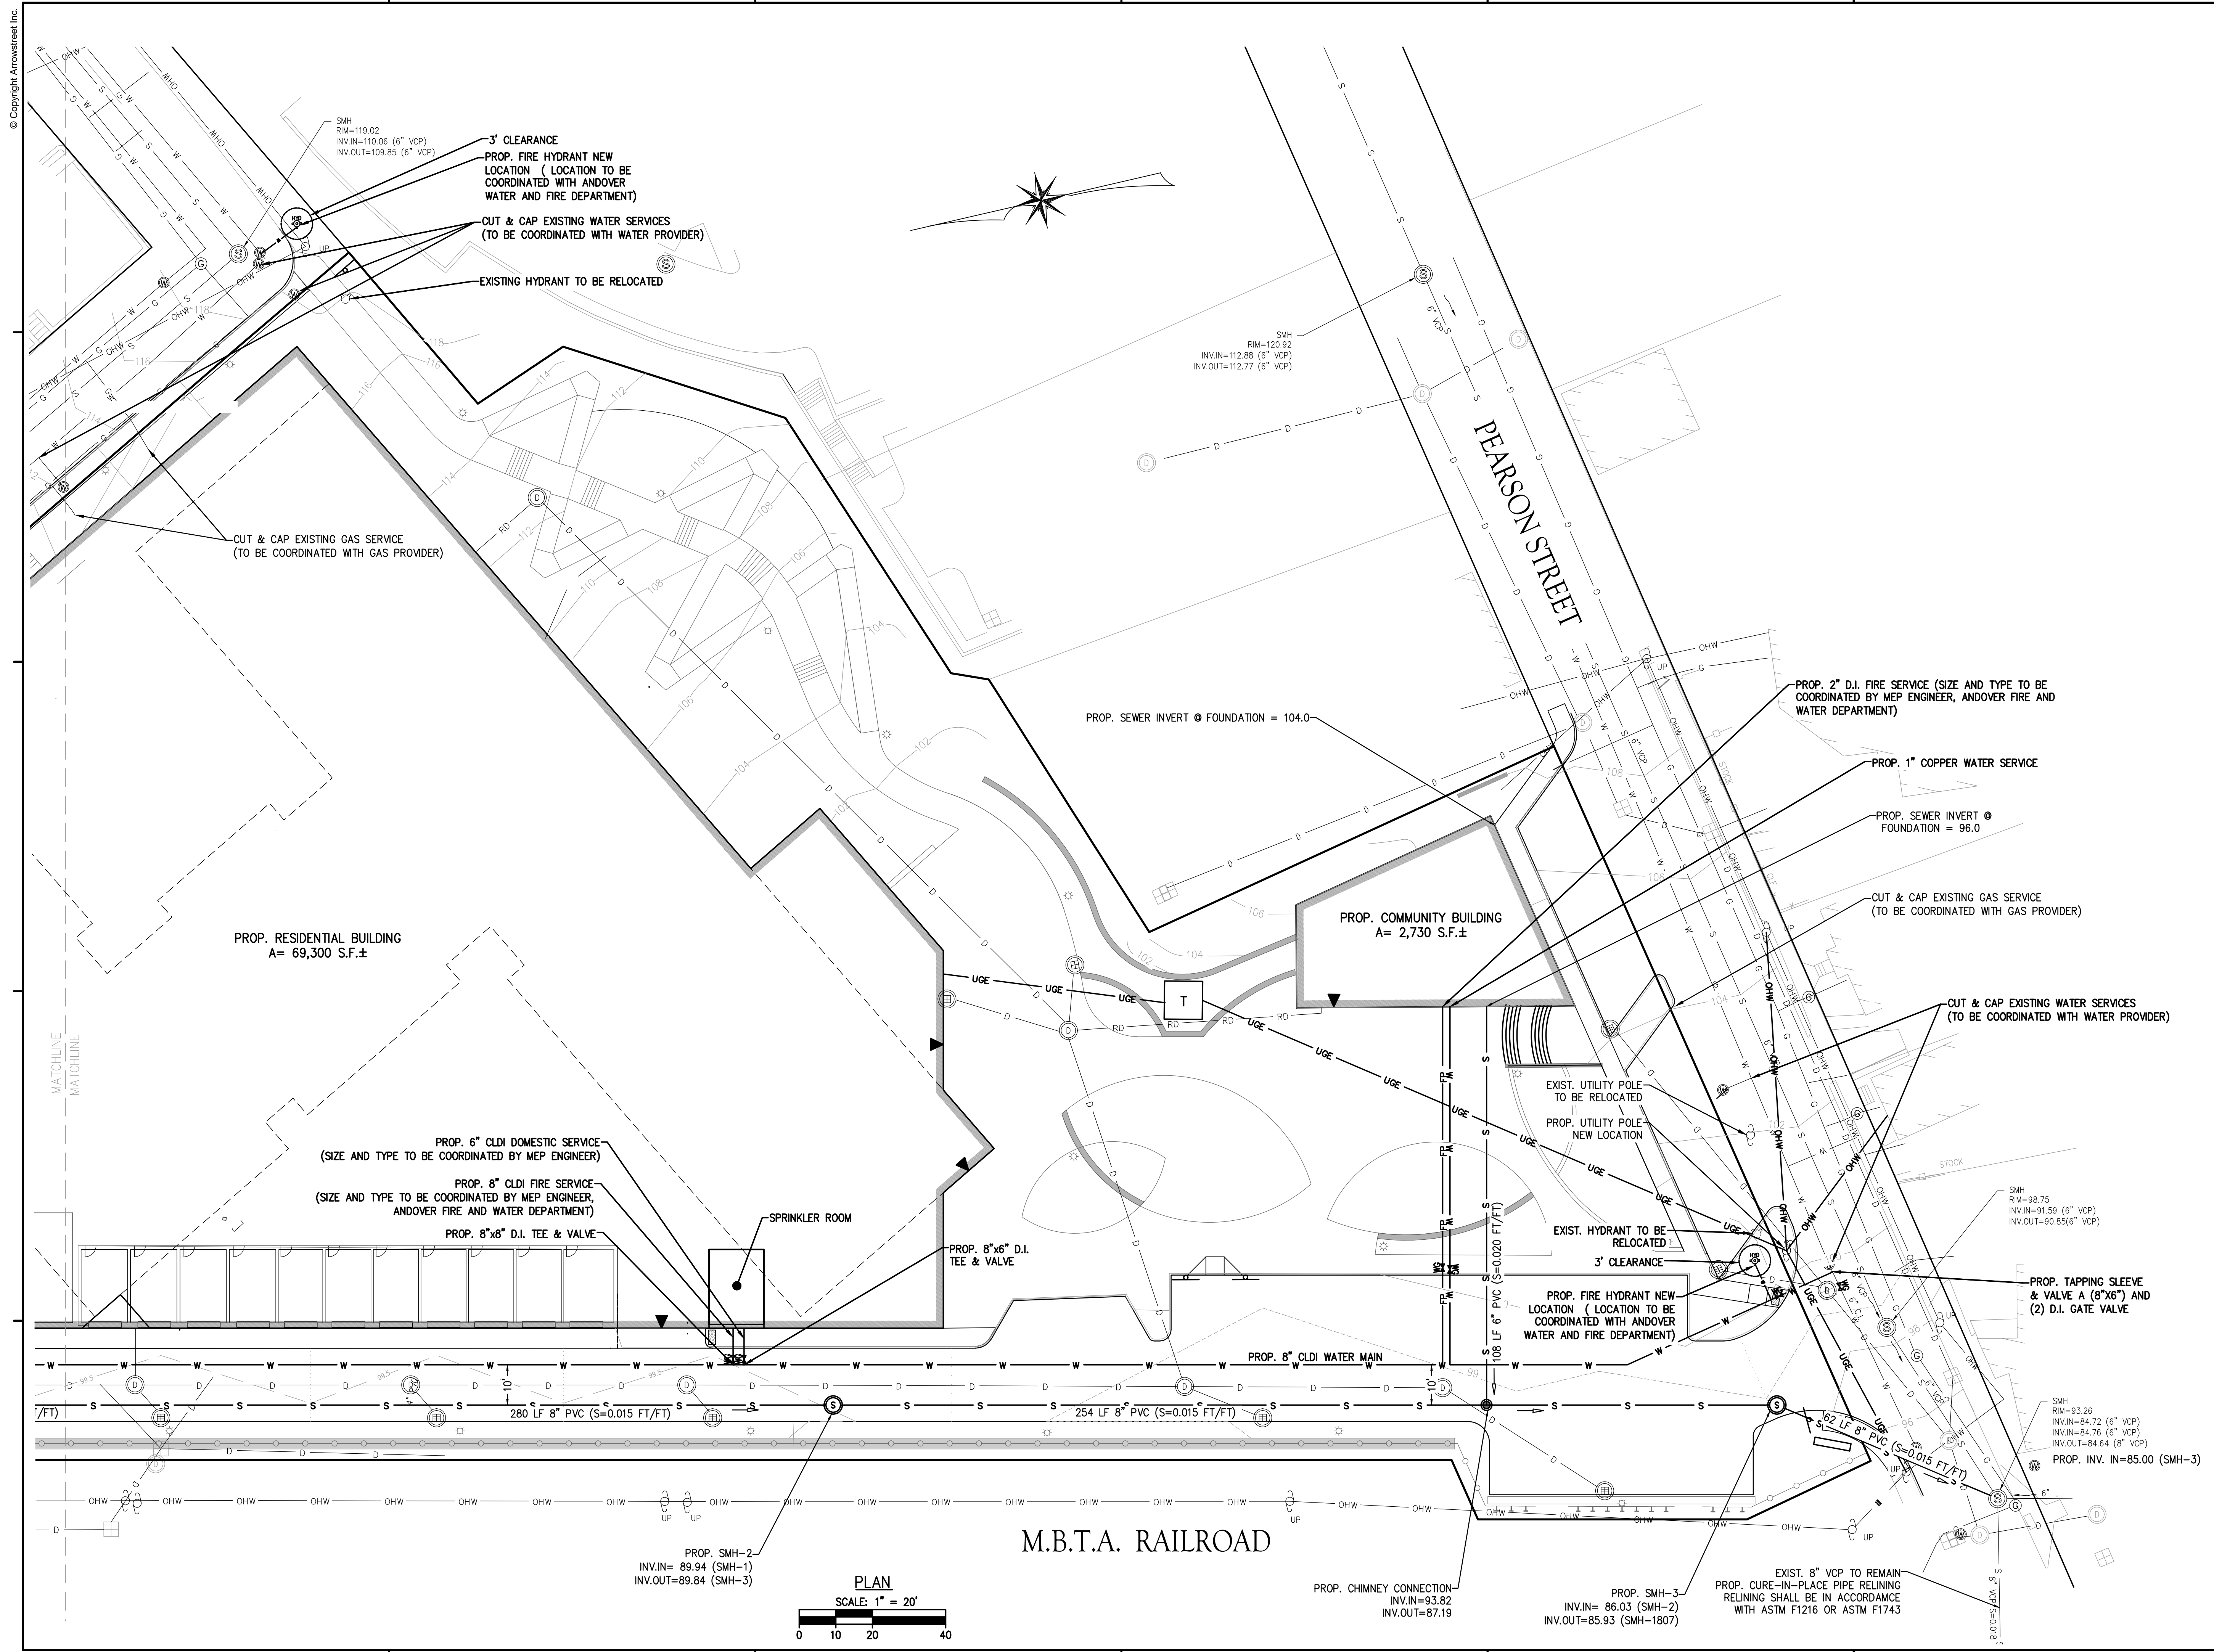 © Copyright Arrowstreet Inc.
SMH
RIM=119.02
INV.IN=110.06 (6" VCP)
INV.OUT=109.85 (6" VCP)
3' CLEARANCE
PROP. FIRE HYDRANT NEW
LOCATION ( LOCATION TO BE
COORDINATED WITH ANDOVER
WATER AND FIRE DEPARTMENT)
CUT & CAP EXISTING WATER SERVICES
(TO BE COORDINATED WITH WATER PROVIDER)
EXISTING HYDRANT TO BE RELOCATED
CUT & CAP EXISTING GAS SERVICE
(TO BE COORDINATED WITH GAS PROVIDER)
SMH
RIM=120.92
INV.IN=112.88 (6" VCP)
INV.OUT=112.77 (6" VCP)
PEARSON STREET
PROP. SEWER INVERT @ FOUNDATION = 104.0
PROP. 2" D.I. FIRE SERVICE (SIZE AND TYPE TO BE
COORDINATED BY MEP ENGINEER, ANDOVER FIRE AND
WATER DEPARTMENT)
PROP. 1" COPPER WATER SERVICE
PROP. SEWER INVERT @
FOUNDATION = 96.0
CUT & CAP EXISTING GAS SERVICE
(TO BE COORDINATED WITH GAS PROVIDER)
PROP. RESIDENTIAL BUILDING
A= 69,300 S.F.±
PROP. COMMUNITY BUILDING
A= 2,730 S.F.±
T
CUT & CAP EXISTING WATER SERVICES
(TO BE COORDINATED WITH WATER PROVIDER)
MATCHLINE
MATCHLINE
EXIST. UTILITY POLE
TO BE RELOCATED
PROP. UTILITY POLE
NEW LOCATION
PROP. 6" CLDI DOMESTIC SERVICE
(SIZE AND TYPE TO BE COORDINATED BY MEP ENGINEER)
PROP. 8" CLDI FIRE SERVICE
(SIZE AND TYPE TO BE COORDINATED BY MEP ENGINEER,
ANDOVER FIRE AND WATER DEPARTMENT)
PROP. 8"x8" D.I. TEE & VALVE
SPRINKLER ROOM
PROP. 8"x6" D.I.
TEE & VALVE
EXIST. HYDRANT TO BE
RELOCATED
3' CLEARANCE
PROP. FIRE HYDRANT NEW
LOCATION ( LOCATION TO BE
COORDINATED WITH ANDOVER
WATER AND FIRE DEPARTMENT)
SMH
RIM=98.75
INV.IN=91.59 (6" VCP)
INV.OUT=90.85(6" VCP)
PROP. TAPPING SLEEVE
& VALVE A (8"X6") AND
(2) D.I. GATE VALVE
STOCK
STOCK
108 LF 6" PVC (S=0.020 FT/FT)
PROP. 8" CLDI WATER MAIN
10'
10'
/FT)
280 LF 8" PVC (S=0.015 FT/FT)
254 LF 8" PVC (S=0.015 FT/FT)
62 LF 8" PVC (S=0.015 FT/FT)
SMH
RIM=93.26
INV.IN=84.72 (6" VCP)
INV.IN=84.76 (6" VCP)
INV.OUT=84.64 (8" VCP)
PROP. INV. IN=85.00 (SMH-3)
6"
M.B.T.A. RAILROAD
PROP. SMH-2
INV.IN= 89.94 (SMH-1)
INV.OUT=89.84 (SMH-3)
PLAN
SCALE: 1" = 20'
0 10 20 40
PROP. CHIMNEY CONNECTION
INV.IN=93.82
INV.OUT=87.19
PROP. SMH-3
INV.IN= 86.03 (SMH-2)
INV.OUT=85.93 (SMH-1807)
EXIST. 8" VCP TO REMAIN
PROP. CURE-IN-PLACE PIPE RELINING
RELINING SHALL BE IN ACCORDAMCE
WITH ASTM F1216 OR ASTM F1743
8" VCP S=0.018